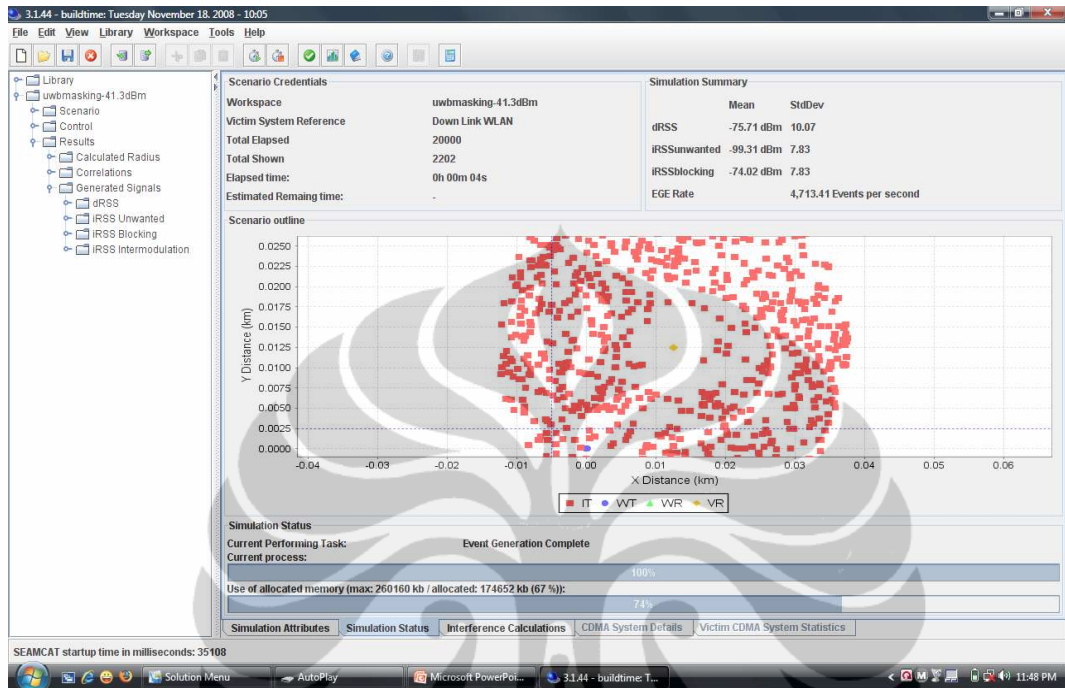 3.1.44 - buildtime: Tuesday November 18. 2008 - 10:05
File Edit View Library Workspace Tools Help
Library
uwbmasking-41.3dBm
Scenario
Control
Results
Calculated Radius
Correlations
Generated Signals
dRSS
iRSS Unwanted
iRSS Blocking
iRSS Intermodulation
Scenario Credentials
Workspace uwbmasking-41.3dBm
Victim System Reference Down Link WLAN
Total Elapsed 20000
Total Shown 2202
Elapsed time: 0h 00m 04s
Estimated Remaing time: -
Simulation Summary
Mean StdDev
dRSS -75.71 dBm 10.07
iRSSunwanted -99.31 dBm 7.83
iRSSblocking -74.02 dBm 7.83
EGE Rate 4,713.41 Events per second
Scenario outline
Y Distance (km)
0.0250
0.0225
0.0200
0.0175
0.0150
0.0125
0.0100
0.0075
0.0050
0.0025
0.0000
-0.04 -0.03 -0.02 -0.01 0.00 0.01 0.02 0.03 0.04 0.05 0.06
X Distance (km)
IT WT WR VR
Simulation Status
Current Performing Task: Event Generation Complete
Current process:
100%
Use of allocated memory (max: 260160 kb / allocated: 174652 kb (67 %)):
74%
Simulation Attributes Simulation Status Interference Calculations CDMA System Details Victim CDMA System Statistics
SEAMCAT startup time in milliseconds: 35108
Solution Menu AutoPlay Microsoft PowerPoi... 3.1.44 - buildtime: T... 11:48 PM